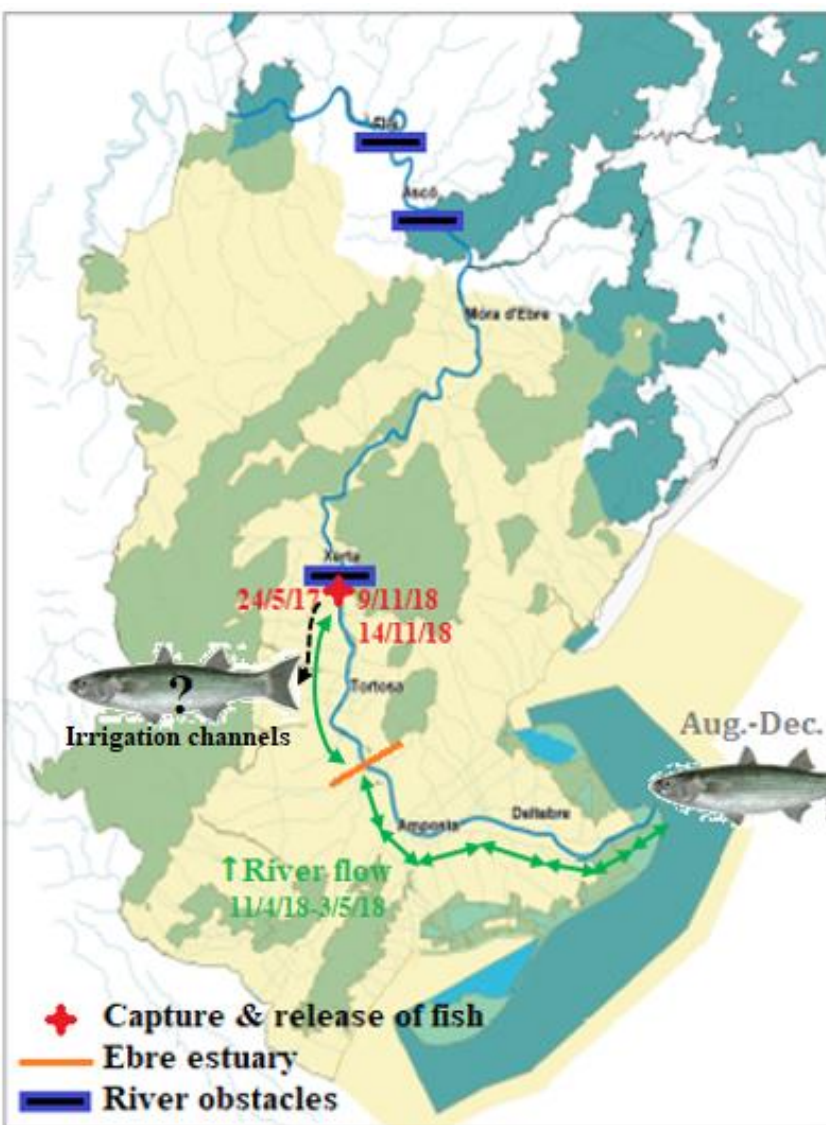 Ascó
Móra d'Ebre
Xerta
24/5/17
9/11/18
14/11/18
?
Irrigation channels
Tortosa
Aug.-Dec.
Deltebre
Amposta
↑River flow
11/4/18-3/5/18
Capture & release of fish
Ebre estuary
River obstacles